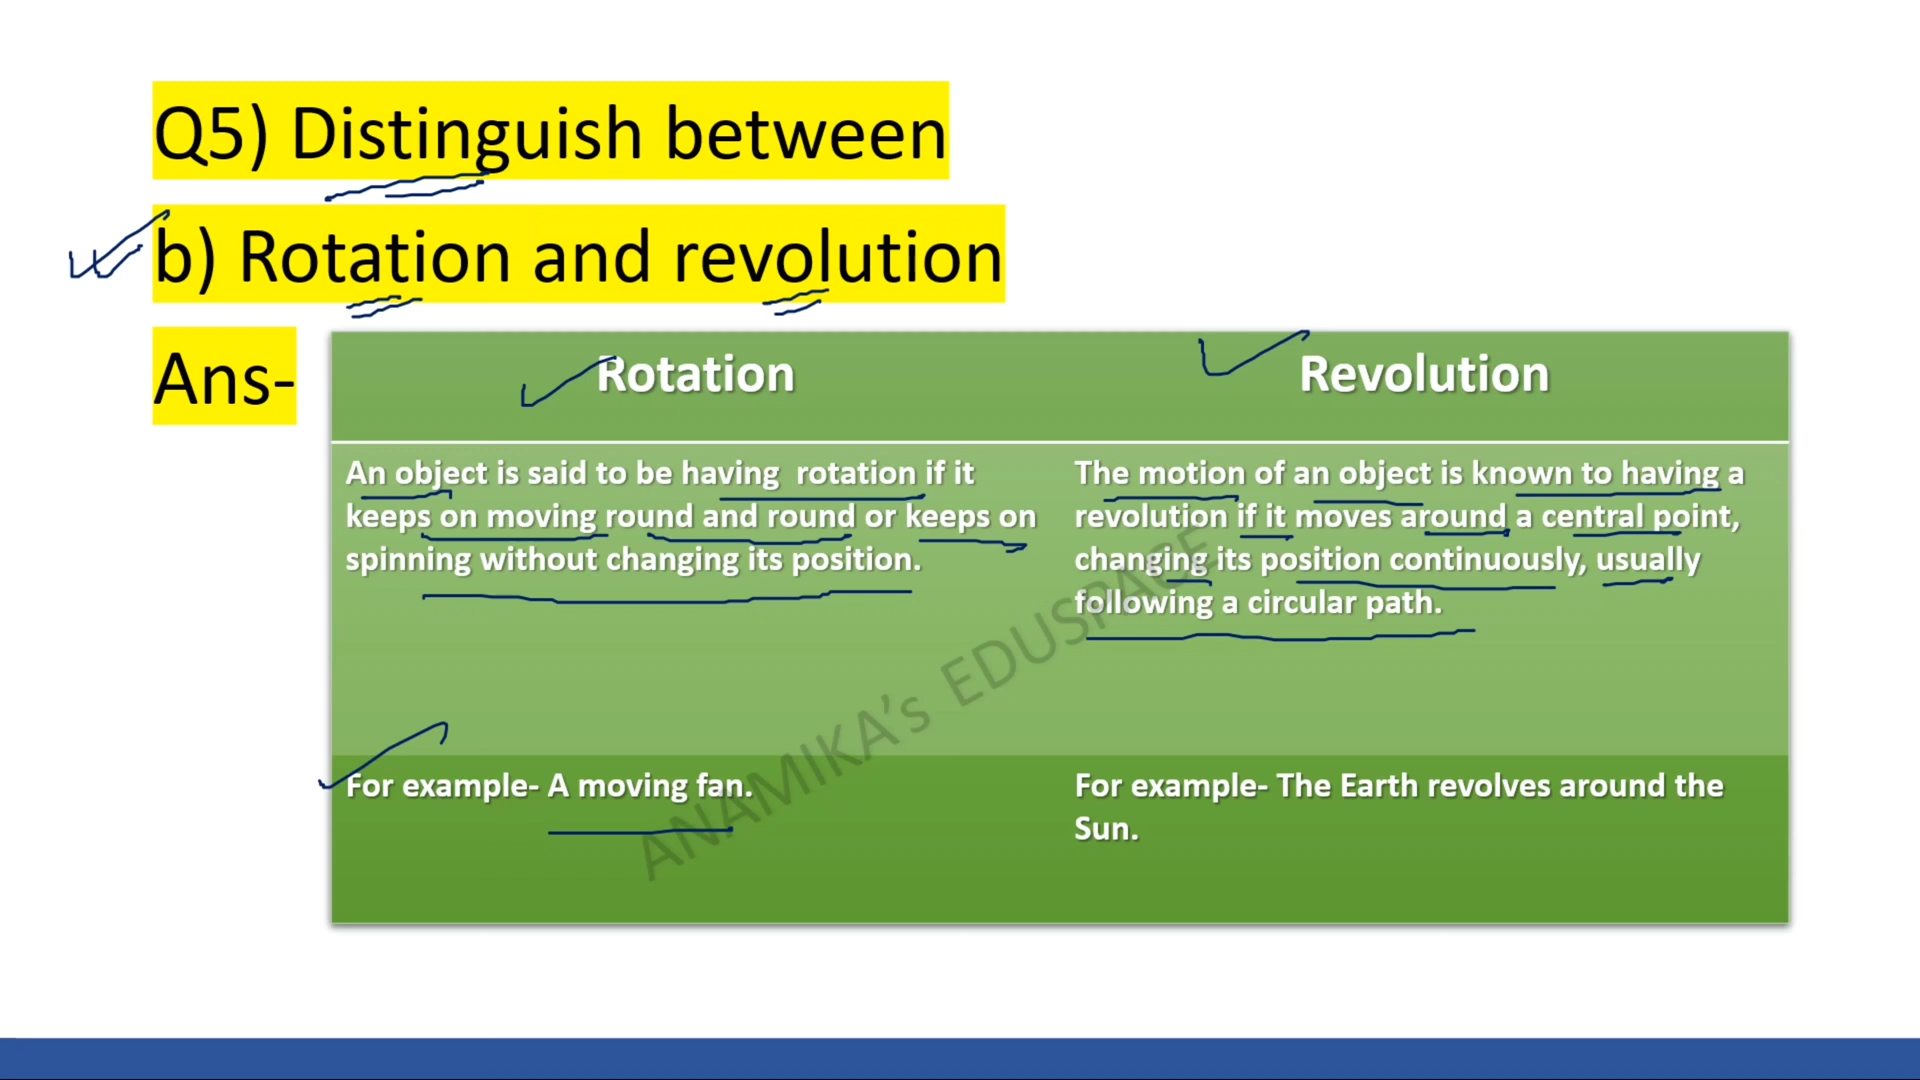 Q5) Distinguish between
b) Rotation and revolution
Ans-
Rotation
Revolution
An object is said to be having rotation if it
keeps on moving round and round or keeps on
spinning without changing its position.
The motion of an object is known to having a
revolution if it moves around a central point,
changing its position continuously, usually
following a circular path.
For example- A moving fan.
For example- The Earth revolves around the
Sun.
ANAMIKA's EDUSPACE